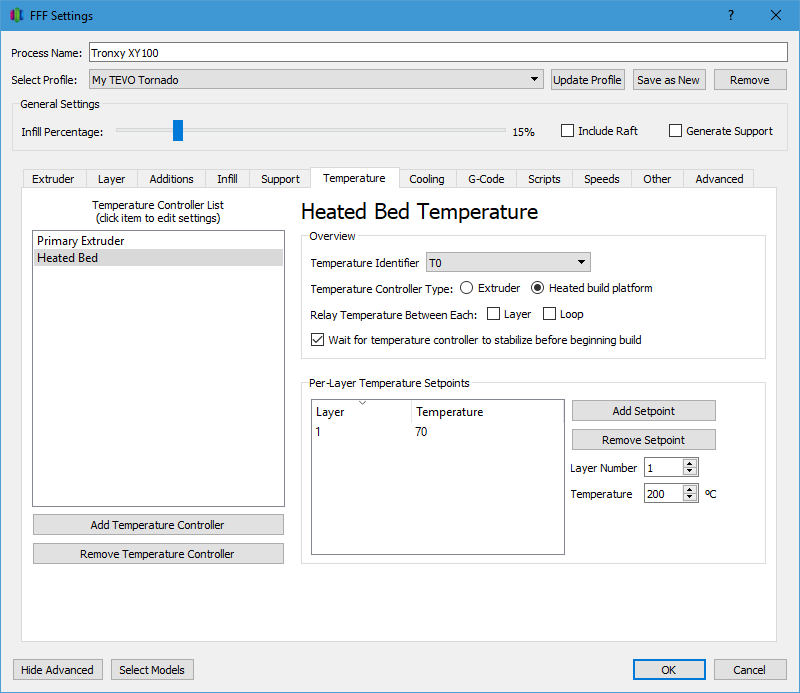 FFF Settings
?
Process Name: Tronxy XY100
Select Profile: My TEVO Tornado Update Profile Save as New Remove
General Settings
Infill Percentage: 15% Include Raft Generate Support
Extruder Layer Additions Infill Support Temperature Cooling G-Code Scripts Speeds Other Advanced
Temperature Controller List
(click item to edit settings)
Primary Extruder
Heated Bed
Add Temperature Controller
Remove Temperature Controller
Heated Bed Temperature
Overview
Temperature Identifier T0
Temperature Controller Type: Extruder Heated build platform
Relay Temperature Between Each: Layer Loop
Wait for temperature controller to stabilize before beginning build
Per-Layer Temperature Setpoints
Layer Temperature
1 70
Add Setpoint
Remove Setpoint
Layer Number 1
Temperature 200 ºC
Hide Advanced Select Models OK Cancel